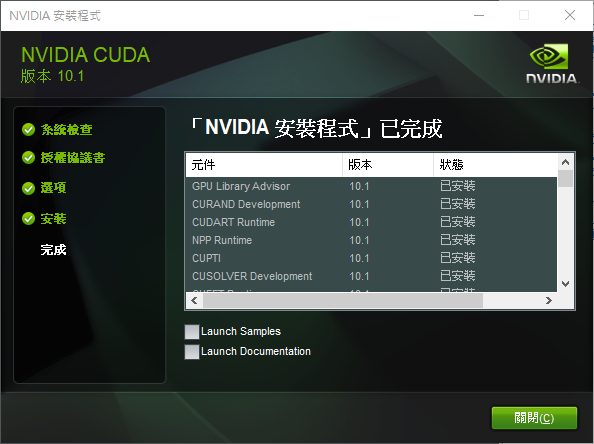 NVIDIA 安裝程式
NVIDIA CUDA
版本 10.1
NVIDIA.
系統檢查
授權協議書
選項
安裝
完成
「NVIDIA 安裝程式」已完成
元件 版本 狀態
GPU Library Advisor 10.1 已安裝
CURAND Development 10.1 已安裝
CUDART Runtime 10.1 已安裝
NPP Runtime 10.1 已安裝
CUPTI 10.1 已安裝
CUSOLVER Development 10.1 已安裝
Launch Samples
Launch Documentation
關閉(C)